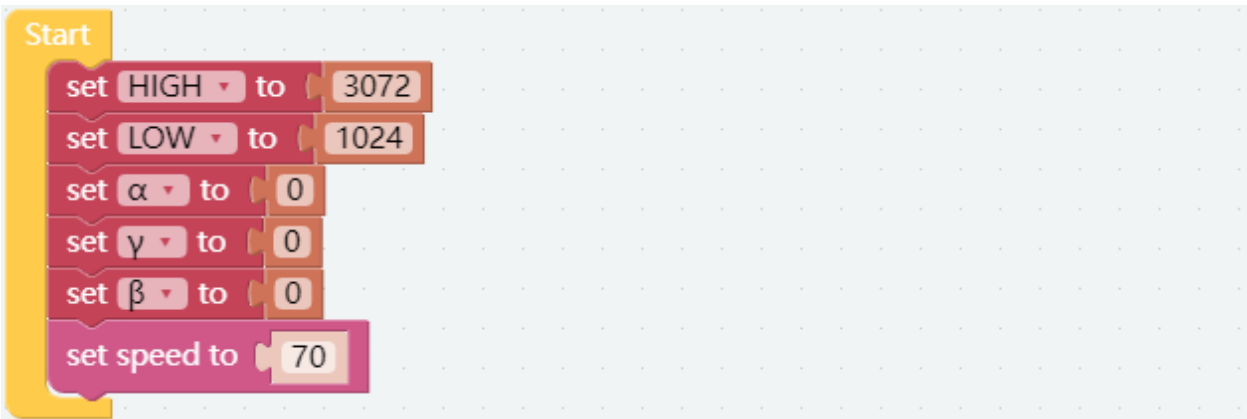 Start
set HIGH to 3072
set LOW to 1024
set α to 0
set γ to 0
set β to 0
set speed to 70